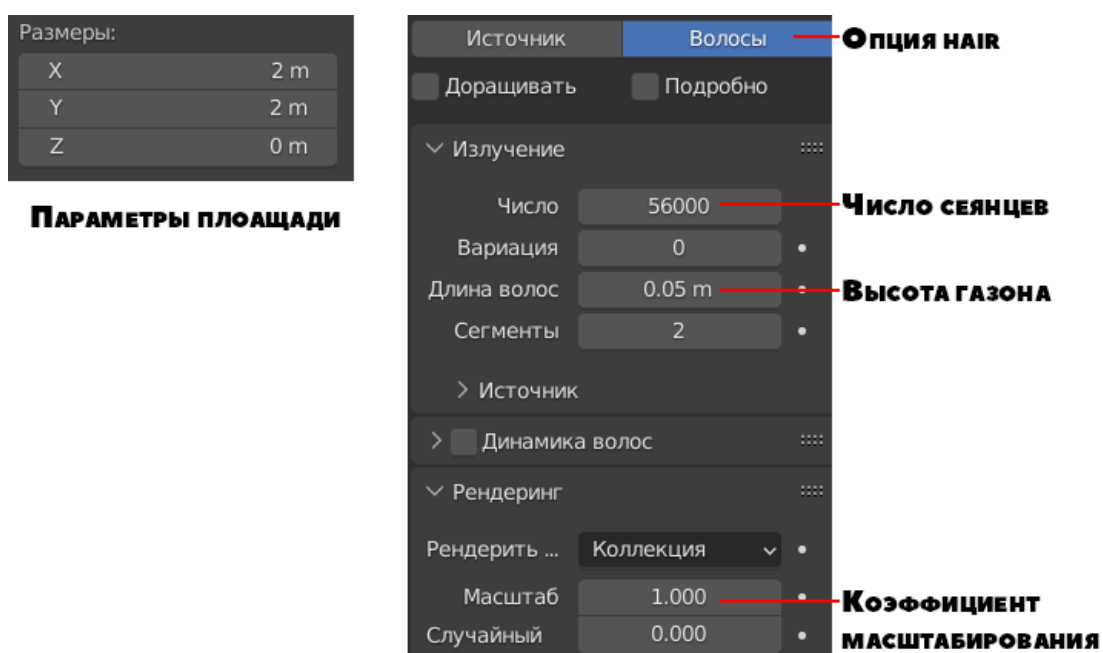 Размеры:
X 2 m
Y 2 m
Z 0 m
Параметры плоащади
Источник Волосы
Опция hair
Доращивать Подробно
Излучение
Число 56000
Число сеянцев
Вариация 0
Длина волос 0.05 m
Высота газона
Сегменты 2
Источник
Динамика волос
Рендеринг
Рендерить ... Коллекция
Масштаб 1.000
Случайный 0.000
Коэффициент
масштабирования